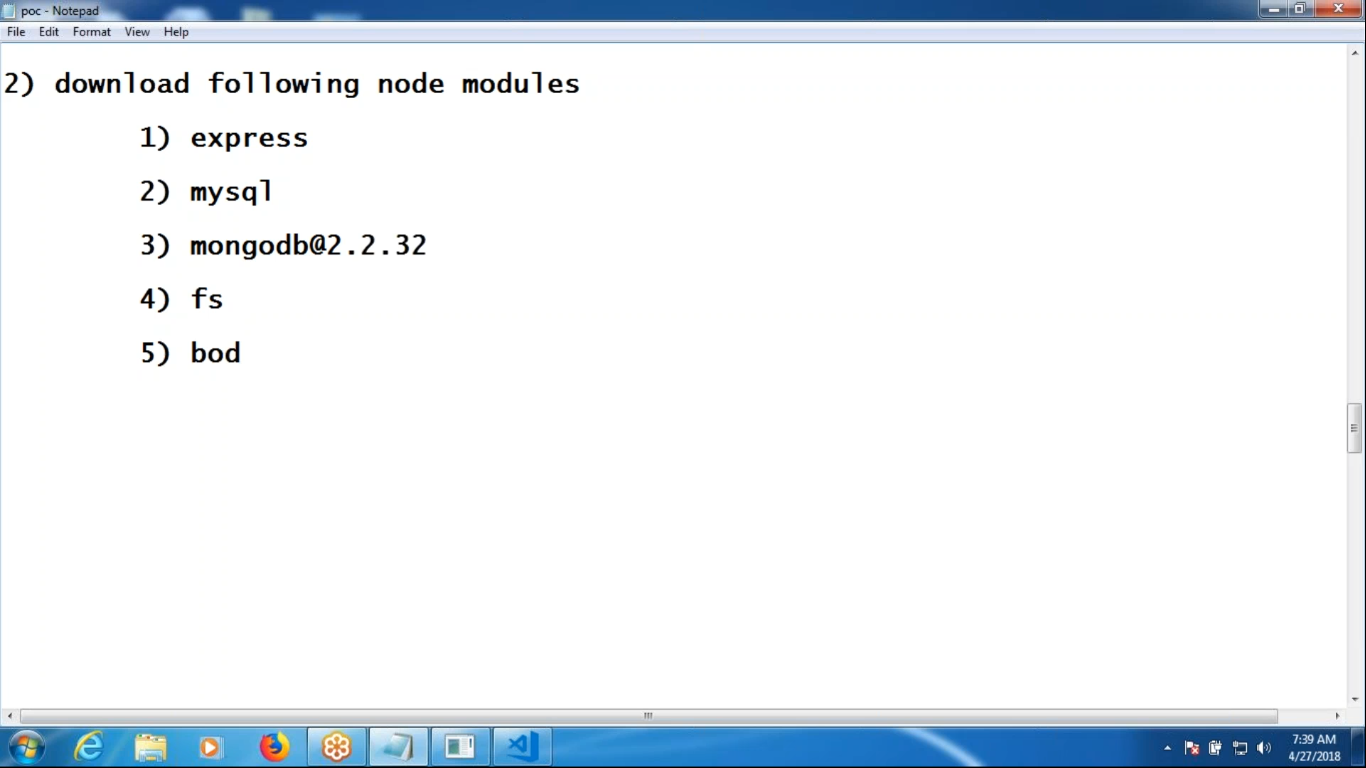 poc - Notepad
File Edit Format View Help
2) download following node modules
1) express
2) mysql
3) mongodb@2.2.32
4) fs
5) bod
7:39 AM
4/27/2018